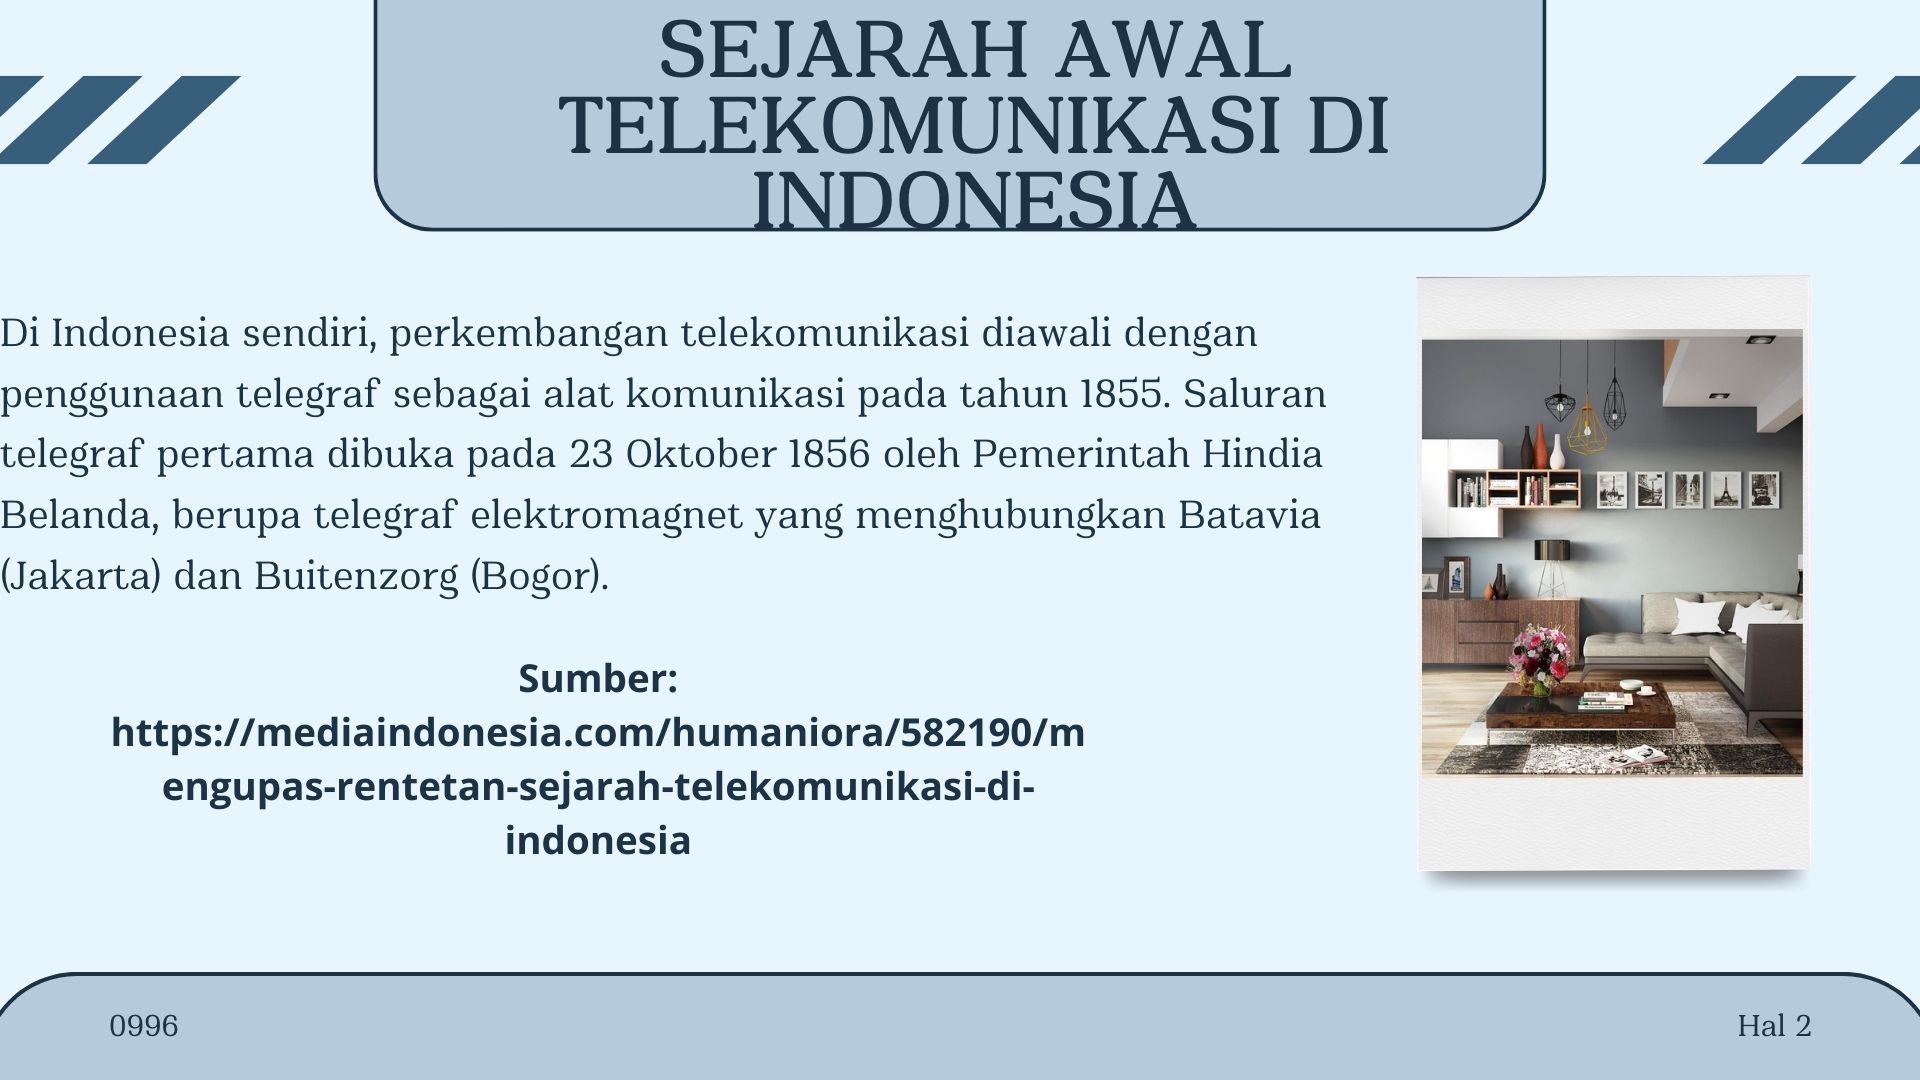 SEJARAH AWAL
TELEKOMUNIKASI DI
INDONESIA
Di Indonesia sendiri, perkembangan telekomunikasi diawali dengan
penggunaan telegraf sebagai alat komunikasi pada tahun 1855. Saluran
telegraf pertama dibuka pada 23 Oktober 1856 oleh Pemerintah Hindia
Belanda, berupa telegraf elektromagnet yang menghubungkan Batavia
(Jakarta) dan Buitenzorg (Bogor).
Sumber:
https://mediaindonesia.com/humaniora/582190/m
engupas-rentetan-sejarah-telekomunikasi-di-
indonesia
0996
Hal 2